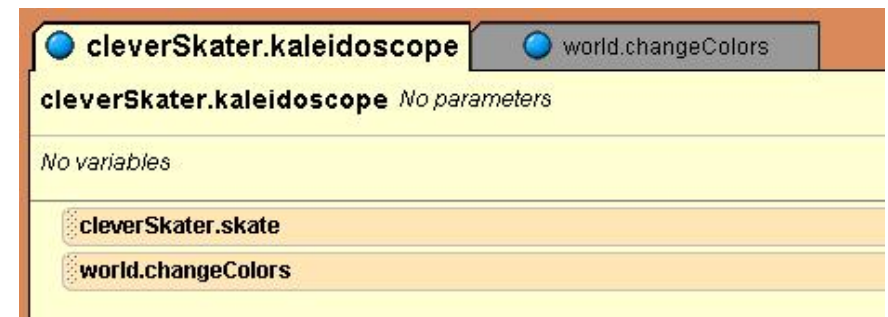 cleverSkater.kaleidoscope world.changeColors
cleverSkater.kaleidoscope No parameters
No variables
cleverSkater.skate
world.changeColors